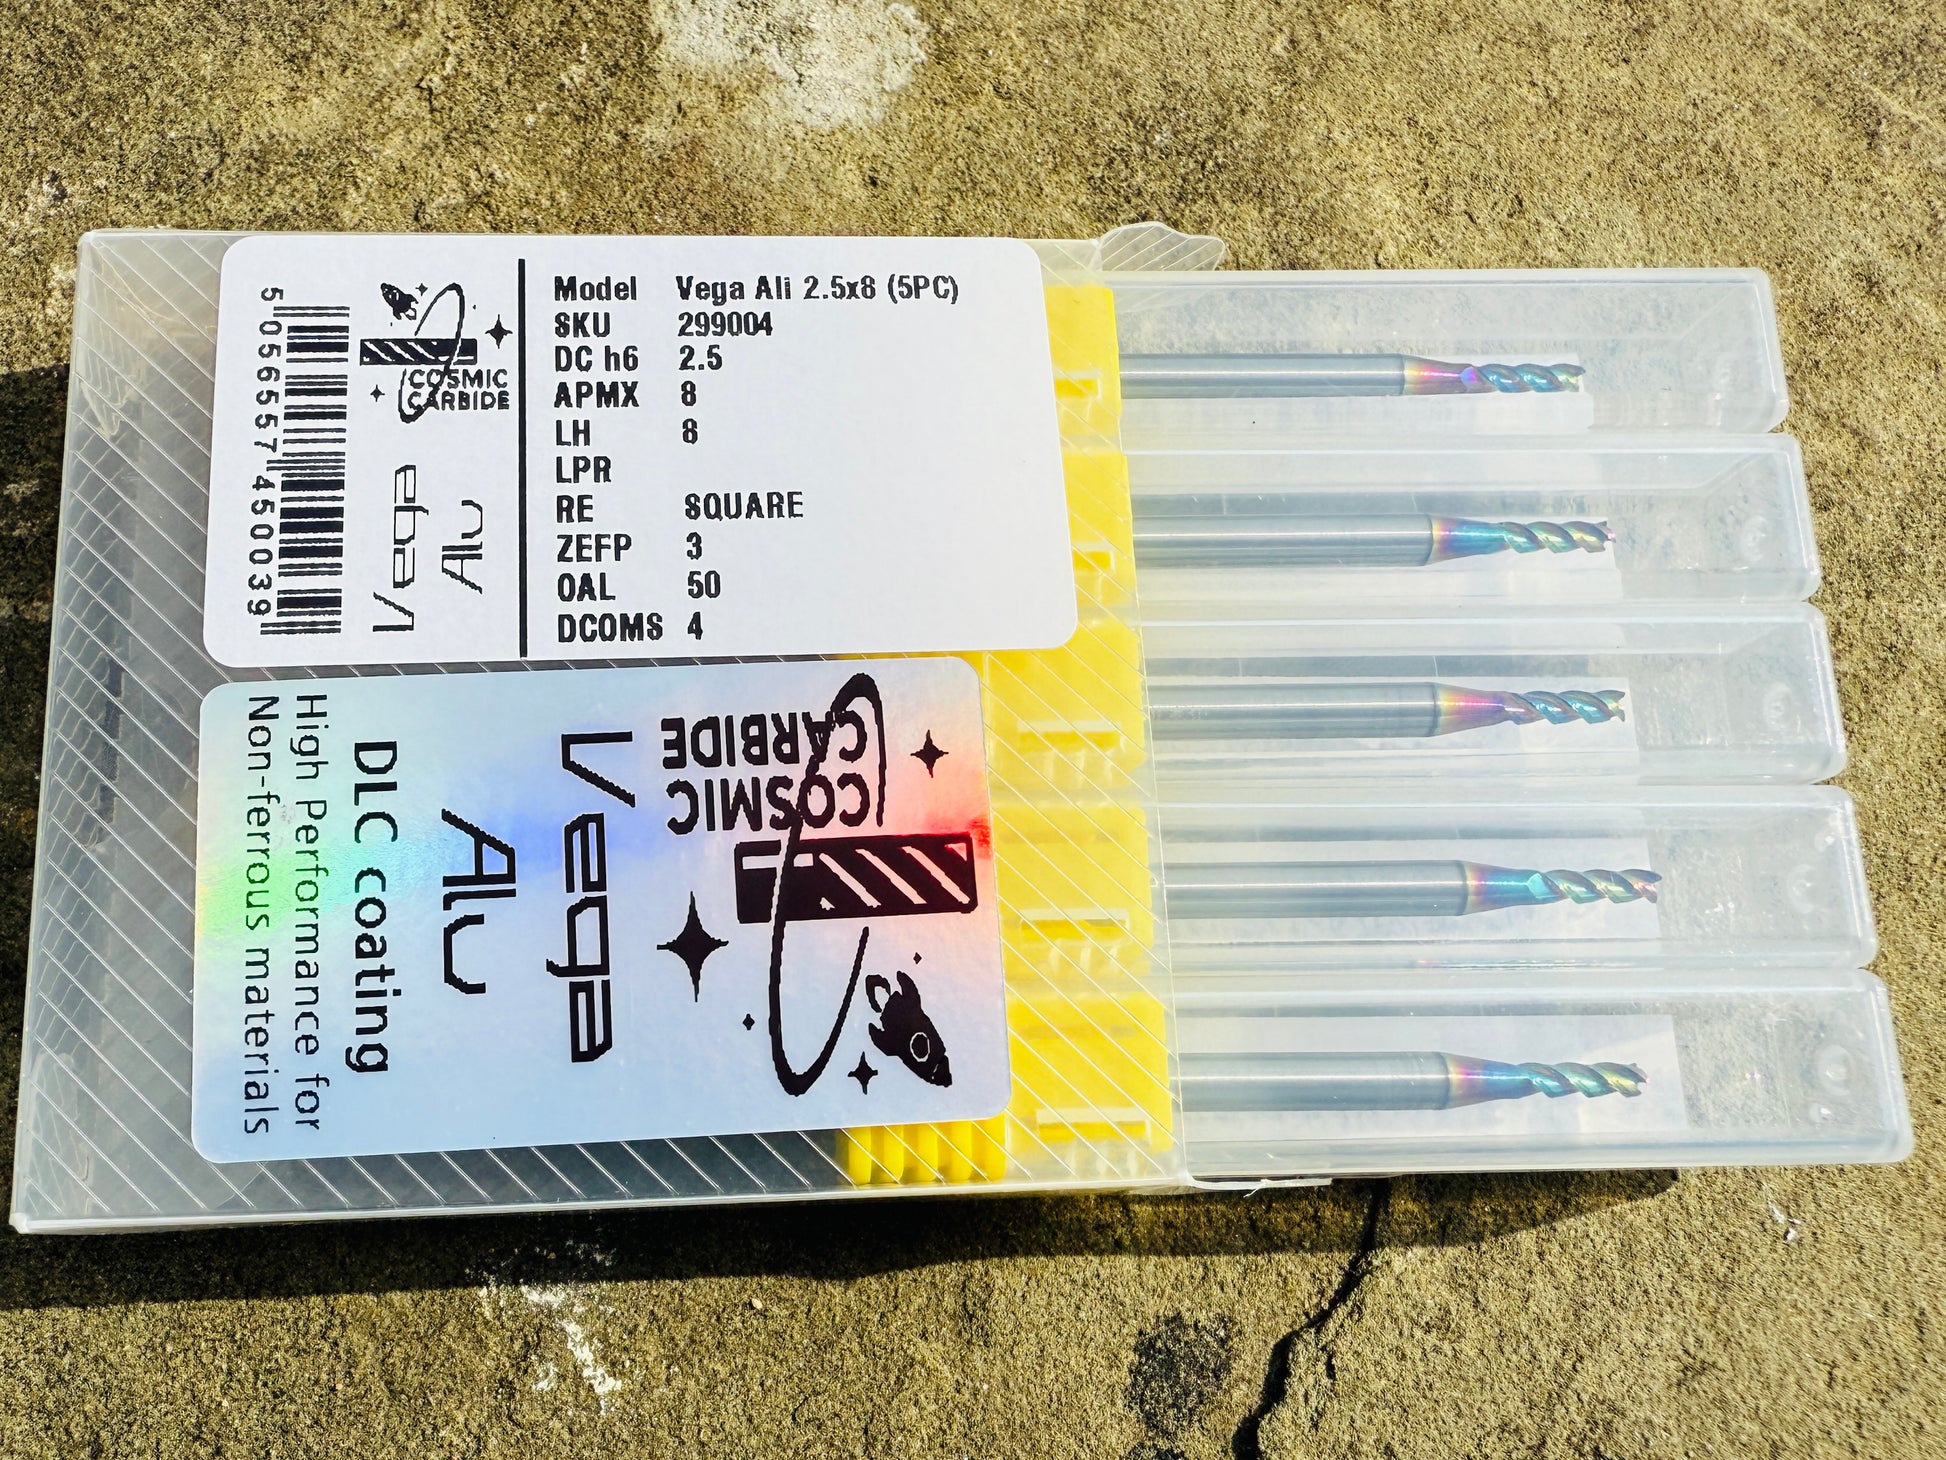 Model Vega Ali 2.5x8 (5PC)
SKU 299004
DC h6 2.5
APMX 8
LH 8
LPR
RE SQUARE
ZEFP 3
OAL 50
DCOMS 4
COSMIC
CARBIDE
Vega
Alu
5 056557 450039
COSMIC
CARBIDE
Vega
Alu
DLC coating
High Performance for
Non-ferrous materials